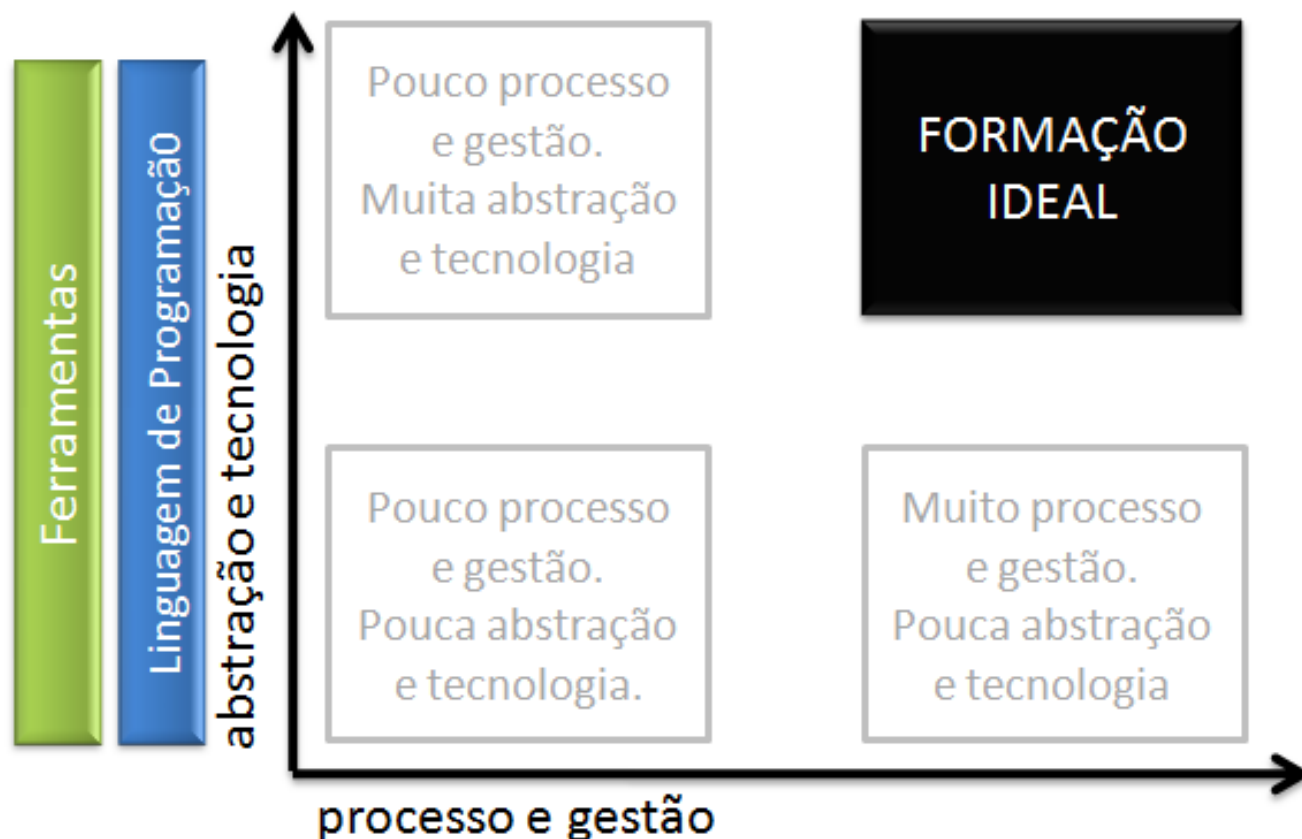 Ferramentas
Linguagem de Programação
abstração e tecnologia
Pouco processo
e gestão.
Muita abstração
e tecnologia
FORMAÇÃO
IDEAL
Pouco processo
e gestão.
Pouca abstração
e tecnologia.
Muito processo
e gestão.
Pouca abstração
e tecnologia
processo e gestão